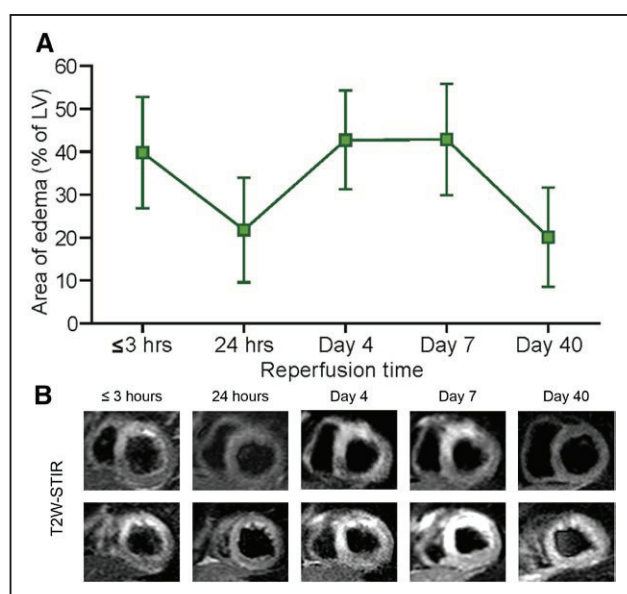 A
Area of edema (% of LV)
60
50
40
30
20
10
0
≤3 hrs 24 hrs Day 4 Day 7 Day 40
Reperfusion time
B
≤ 3 hours 24 hours Day 4 Day 7 Day 40
T2W-STIR